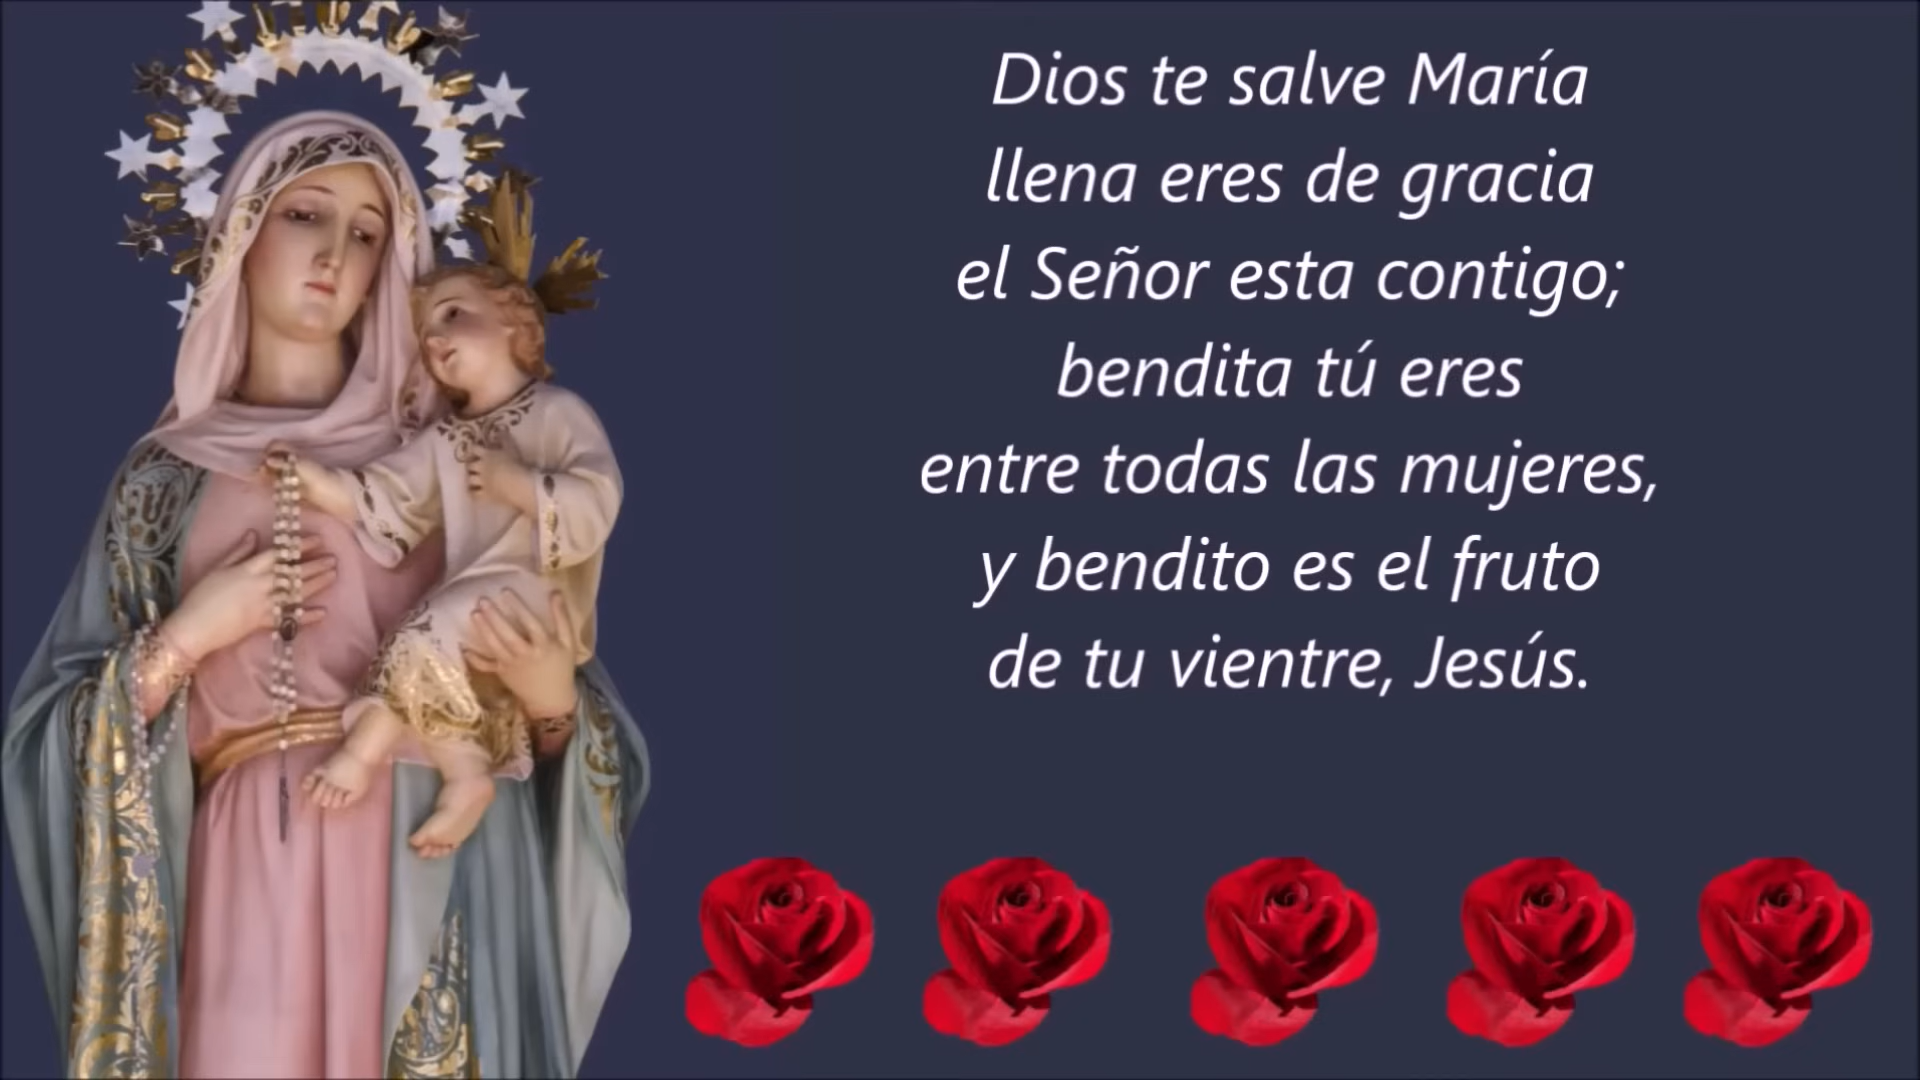 Dios te salve María
llena eres de gracia
el Señor esta contigo;
bendita tú eres
entre todas las mujeres,
y bendito es el fruto
de tu vientre, Jesús.